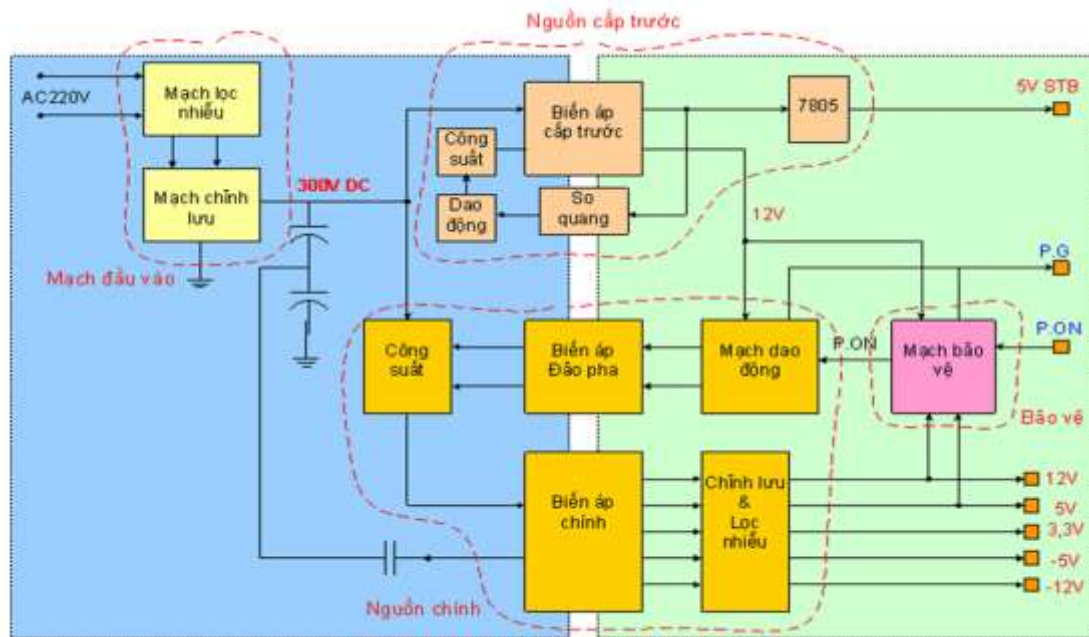 Nguồn cấp trước
AC220V
Mạch lọc
nhiễu
Mạch chỉnh
lưu
Mạch đầu vào
300V DC
Công
suất
Dao
động
Biến áp
cấp trước
So
quang
7805
5V STB
12V
P.G
P.ON
Công
suất
Biến áp
Đảo pha
Mạch dao
động
P.ON
Mạch bảo
vệ
Bảo vệ
Biến áp
chính
Chỉnh lưu
&
Lọc
nhiễu
12V
5V
3,3V
-5V
-12V
Nguồn chính